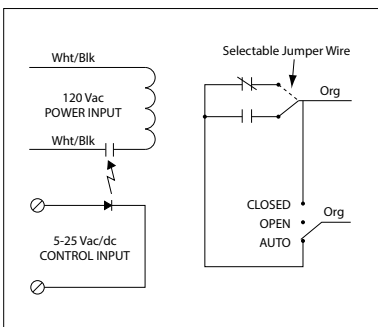 Wht/Blk
120 Vac
POWER INPUT
Wht/Blk
5-25 Vac/dc
CONTROL INPUT
Selectable Jumper Wire
Org
CLOSED
OPEN
AUTO
Org